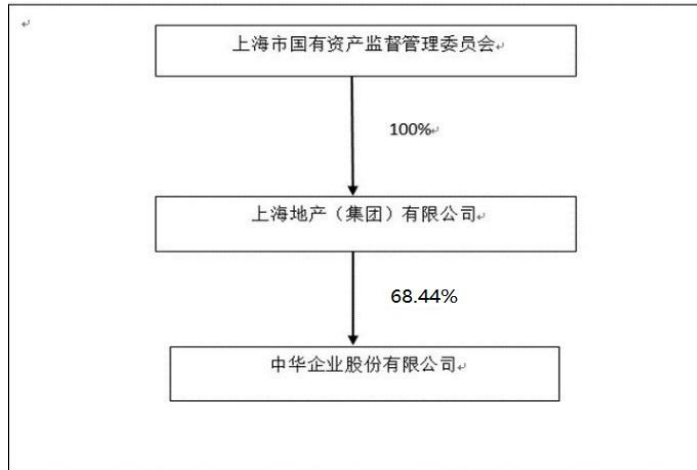 上海市国有资产监督管理委员会
100%
上海地产（集团）有限公司
68.44%
中华企业股份有限公司